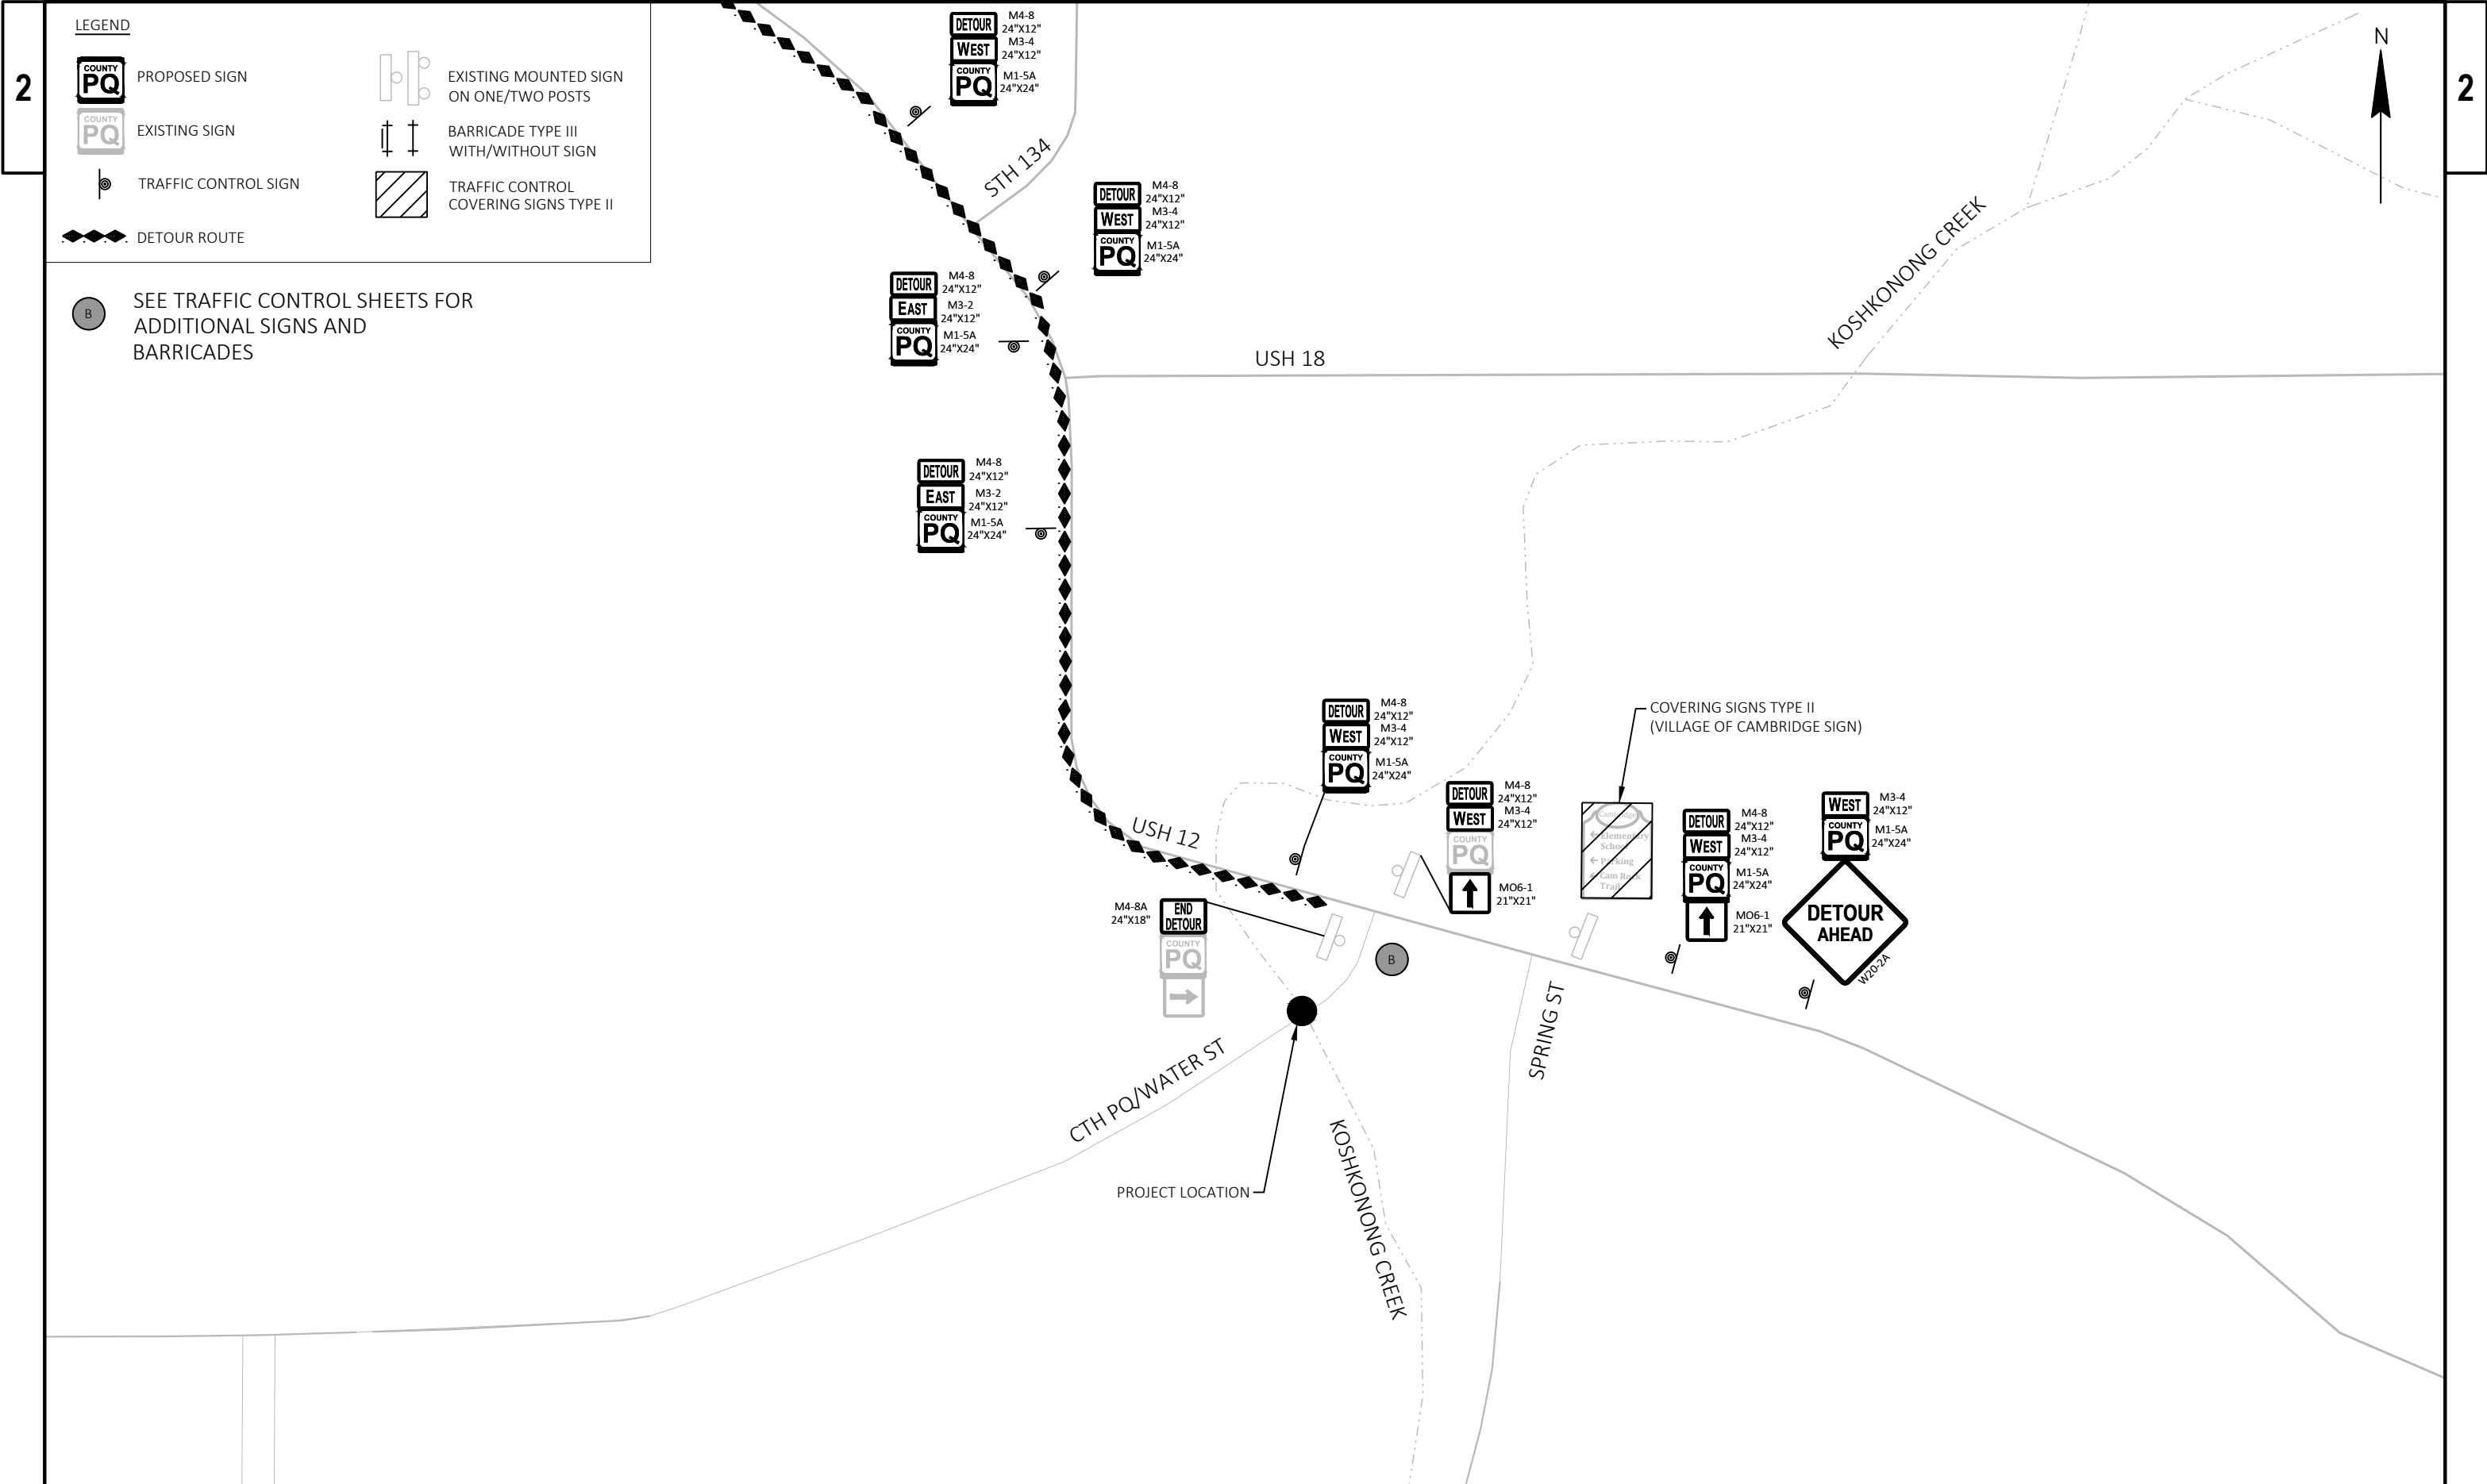 2
LEGEND
COUNTY
PQ
PROPOSED SIGN
COUNTY
PQ
EXISTING SIGN
TRAFFIC CONTROL SIGN
DETOUR ROUTE
EXISTING MOUNTED SIGN
ON ONE/TWO POSTS
BARRICADE TYPE III
WITH/WITHOUT SIGN
TRAFFIC CONTROL
COVERING SIGNS TYPE II
B
SEE TRAFFIC CONTROL SHEETS FOR
ADDITIONAL SIGNS AND
BARRICADES
DETOUR
M4-8
24"X12"
WEST
M3-4
24"X12"
COUNTY
PQ
M1-5A
24"X24"
N
2
STH 134
DETOUR
M4-8
24"X12"
WEST
M3-4
24"X12"
COUNTY
PQ
M1-5A
24"X24"
KOSHKONONG CREEK
DETOUR
M4-8
24"X12"
EAST
M3-2
24"X12"
COUNTY
PQ
M1-5A
24"X24"
USH 18
DETOUR
M4-8
24"X12"
EAST
M3-2
24"X12"
COUNTY
PQ
M1-5A
24"X24"
DETOUR
M4-8
24"X12"
WEST
M3-4
24"X12"
COUNTY
PQ
M1-5A
24"X24"
COVERING SIGNS TYPE II
(VILLAGE OF CAMBRIDGE SIGN)
DETOUR
M4-8
24"X12"
WEST
M3-4
24"X12"
COUNTY
PQ
MO6-1
21"X21"
Cambridge
Elementary
School
Parking
Cam Rock
Trail
DETOUR
M4-8
24"X12"
WEST
M3-4
24"X12"
COUNTY
PQ
M1-5A
24"X24"
MO6-1
21"X21"
WEST
M3-4
24"X12"
COUNTY
PQ
M1-5A
24"X24"
DETOUR
AHEAD
W20-2A
USH 12
M4-8A
24"X18"
END
DETOUR
COUNTY
PQ
B
SPRING ST
CTH PQ/WATER ST
PROJECT LOCATION
KOSHKONONG CREEK